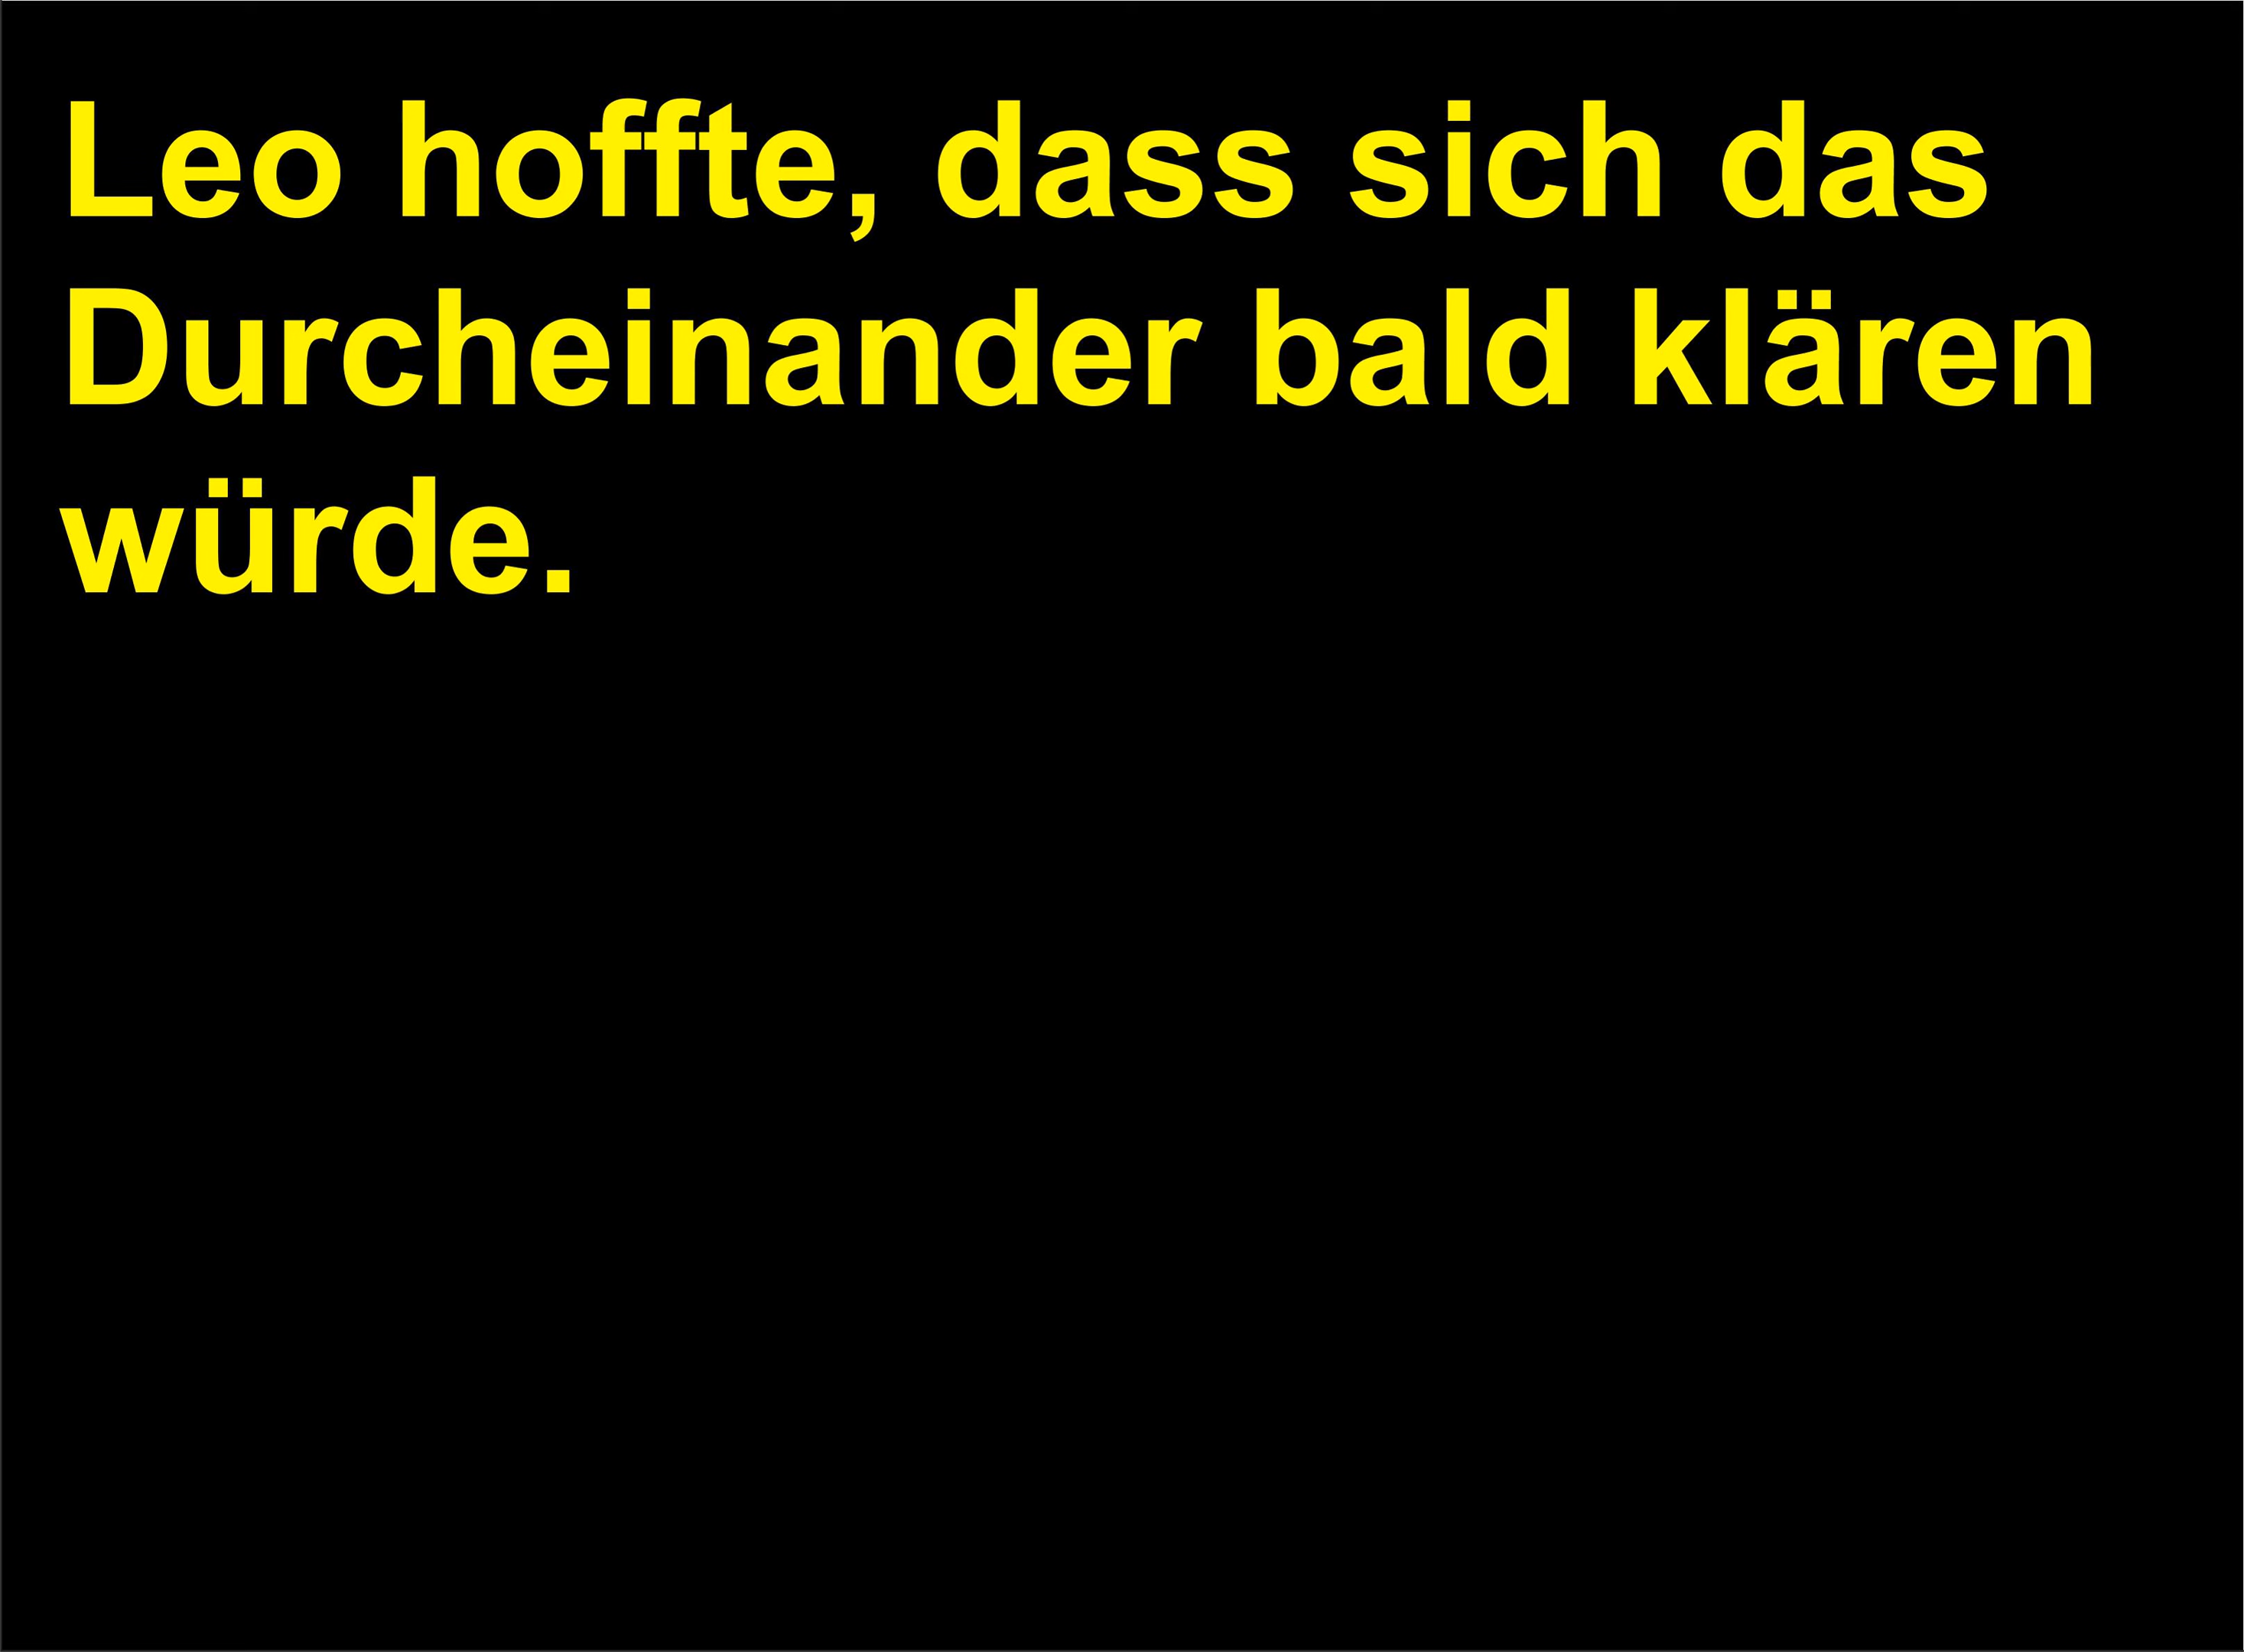 Leo hoffte, dass sich das
Durcheinander bald klären
würde.